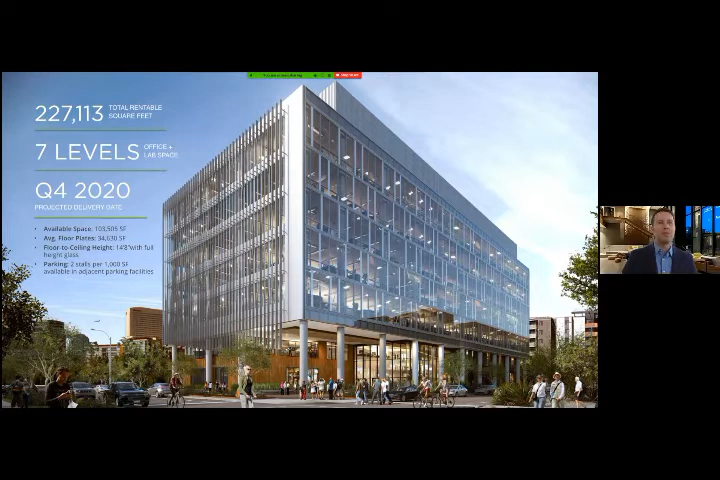 227,113 TOTAL RENTABLE
SQUARE FEET
7 LEVELS OFFICE +
LAB SPACE
Q4 2020
PROJECTED DELIVERY DATE
• Available Space: 103,505 SF
• Avg. Floor Plates: 34,630 SF
• Floor-to-Ceiling Height: 14'8"with full
height glass
• Parking: 2 stalls per 1,000 SF
available in adjacent parking facilities